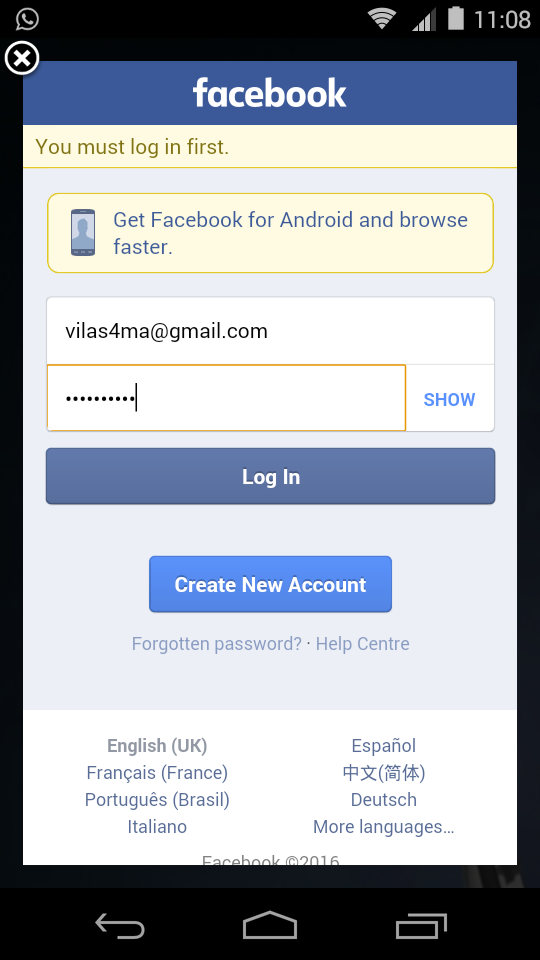 11:08
facebook
You must log in first.
Get Facebook for Android and browse
faster.
vilas4ma@gmail.com
••••••••••
SHOW
Log In
Create New Account
Forgotten password? · Help Centre
English (UK) Español
Français (France) 中文(简体)
Português (Brasil) Deutsch
Italiano More languages…
Facebook ©2016